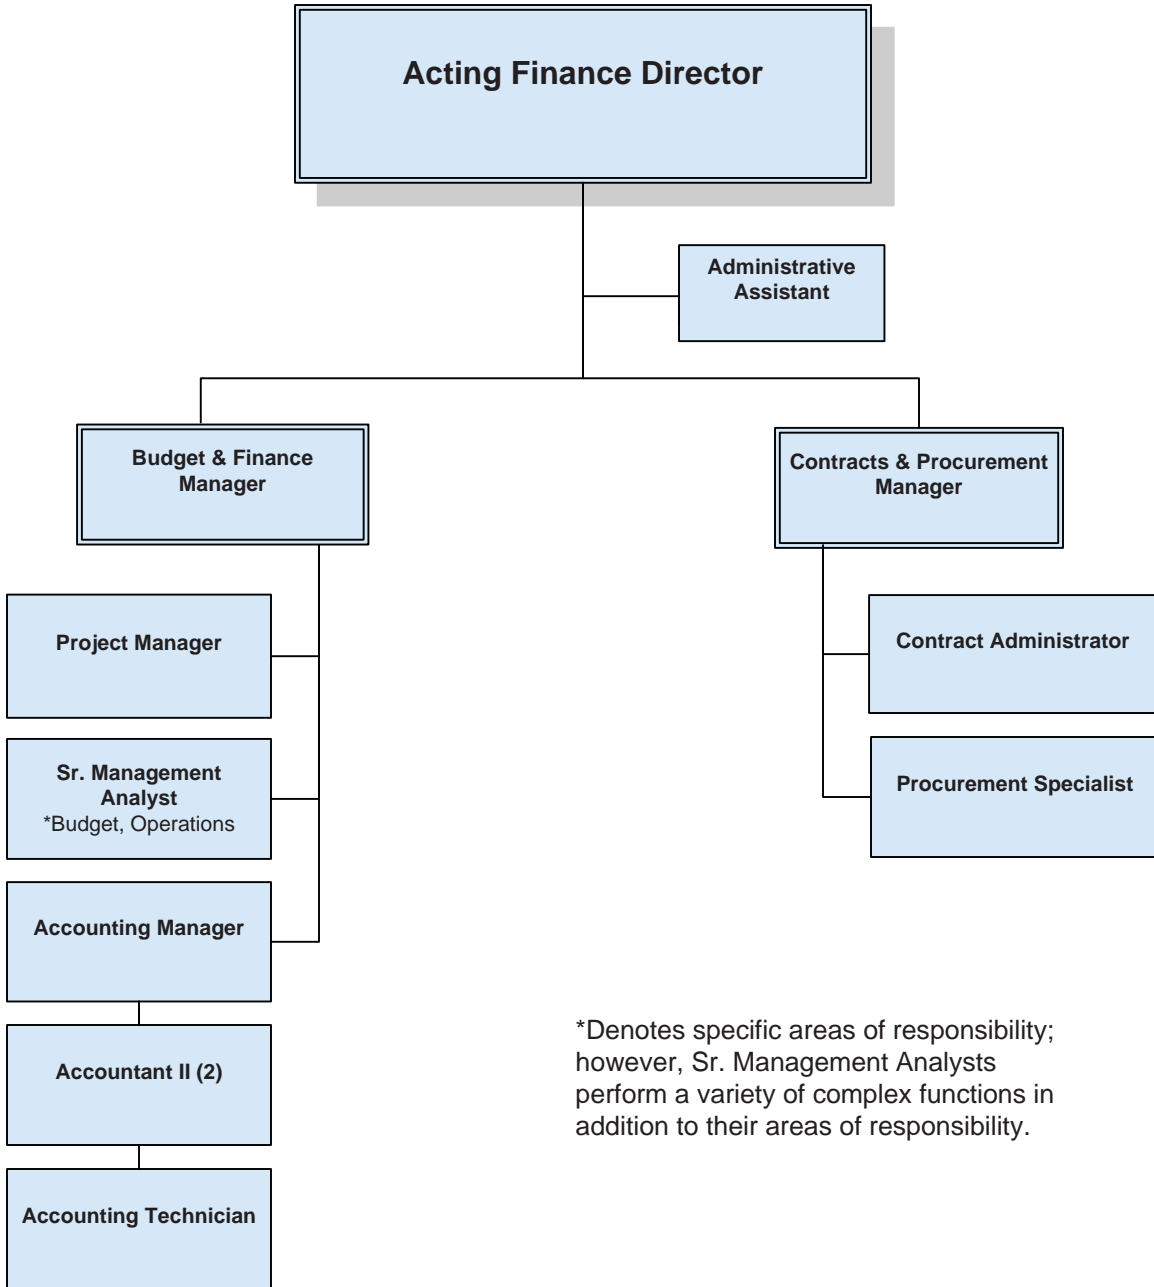 Acting Finance Director
Administrative
Assistant
Budget & Finance
Manager
Contracts & Procurement
Manager
Project Manager
Contract Administrator
Sr. Management
Analyst
*Budget, Operations
Procurement Specialist
Accounting Manager
Accountant II (2)
Accounting Technician
*Denotes specific areas of responsibility;
however, Sr. Management Analysts
perform a variety of complex functions in
addition to their areas of responsibility.